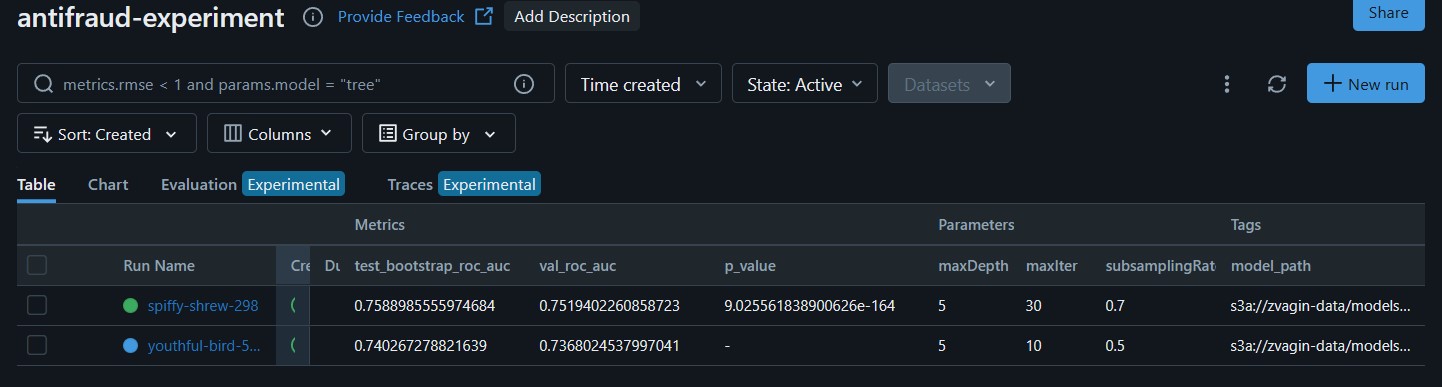 antifraud-experiment Provide Feedback Add Description Share
metrics.rmse < 1 and params.model = "tree" Time created State: Active Datasets New run
Sort: Created Columns Group by
Table Chart Evaluation Experimental Traces Experimental
Metrics Parameters Tags
Run Name Cre Du test_bootstrap_roc_auc val_roc_auc p_value maxDepth maxIter subsamplingRat model_path
spiffy-shrew-298 0.7588985555974684 0.7519402260858723 9.025561838900626e-164 5 30 0.7 s3a://zvagin-data/models...
youthful-bird-5... 0.740267278821639 0.7368024537997041 - 5 10 0.5 s3a://zvagin-data/models...